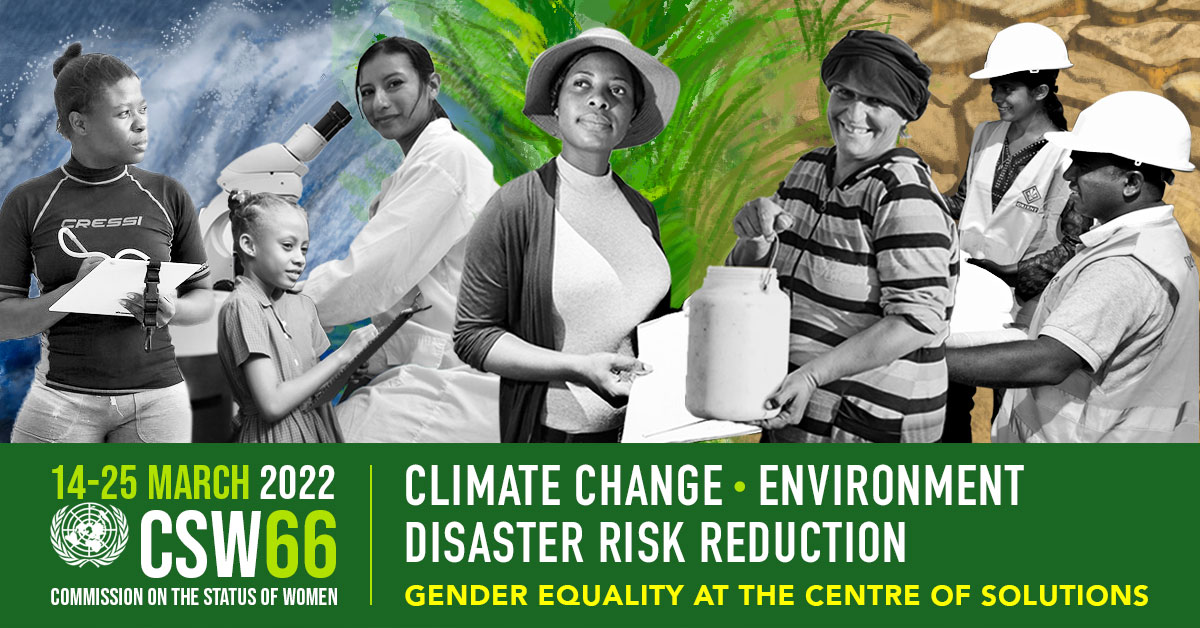 CRESSI
14-25 MARCH 2022
CSW66
COMMISSION ON THE STATUS OF WOMEN
CLIMATE CHANGE • ENVIRONMENT
DISASTER RISK REDUCTION
GENDER EQUALITY AT THE CENTRE OF SOLUTIONS